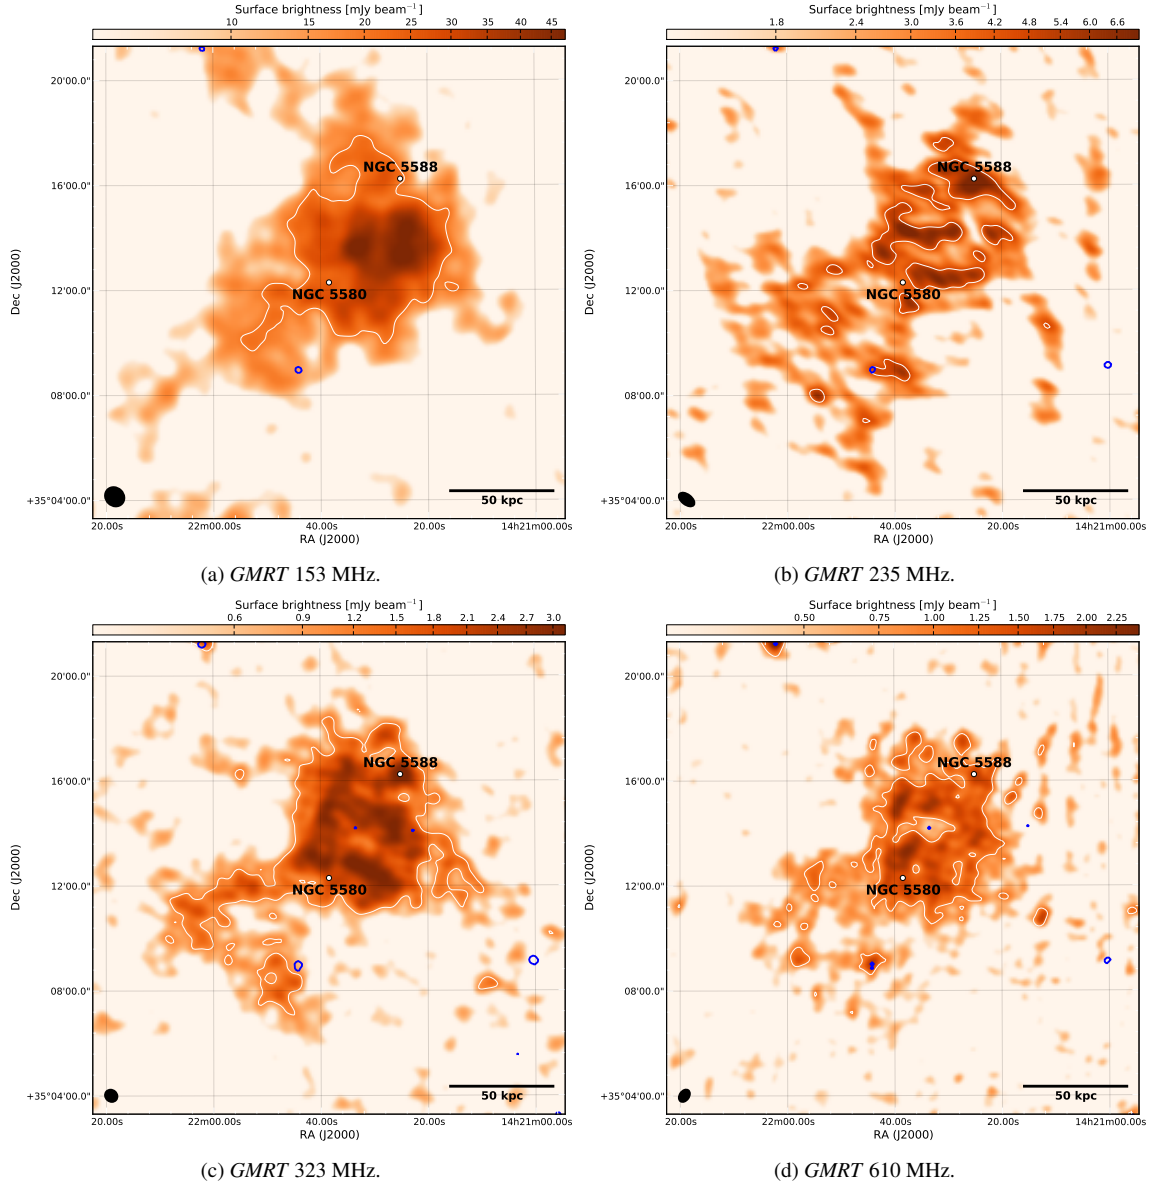 Surface brightness [mJy beam⁻¹]
10 15 20 25 30 35 40 45
20'00.0"
16'00.0"
12'00.0"
08'00.0"
+35°04'00.0"
Dec (J2000)
NGC 5588
NGC 5580
50 kpc
20.00s 22m00.00s 40.00s 20.00s 14h21m00.00s
RA (J2000)
(a) GMRT 153 MHz.
Surface brightness [mJy beam⁻¹]
1.8 2.4 3.0 3.6 4.2 4.8 5.4 6.0 6.6
20'00.0"
16'00.0"
12'00.0"
08'00.0"
+35°04'00.0"
Dec (J2000)
NGC 5588
NGC 5580
50 kpc
20.00s 22m00.00s 40.00s 20.00s 14h21m00.00s
RA (J2000)
(b) GMRT 235 MHz.
Surface brightness [mJy beam⁻¹]
0.6 0.9 1.2 1.5 1.8 2.1 2.4 2.7 3.0
20'00.0"
16'00.0"
12'00.0"
08'00.0"
+35°04'00.0"
Dec (J2000)
NGC 5588
NGC 5580
50 kpc
20.00s 22m00.00s 40.00s 20.00s 14h21m00.00s
RA (J2000)
(c) GMRT 323 MHz.
Surface brightness [mJy beam⁻¹]
0.50 0.75 1.00 1.25 1.50 1.75 2.00 2.25
20'00.0"
16'00.0"
12'00.0"
08'00.0"
+35°04'00.0"
Dec (J2000)
NGC 5588
NGC 5580
50 kpc
20.00s 22m00.00s 40.00s 20.00s 14h21m00.00s
RA (J2000)
(d) GMRT 610 MHz.